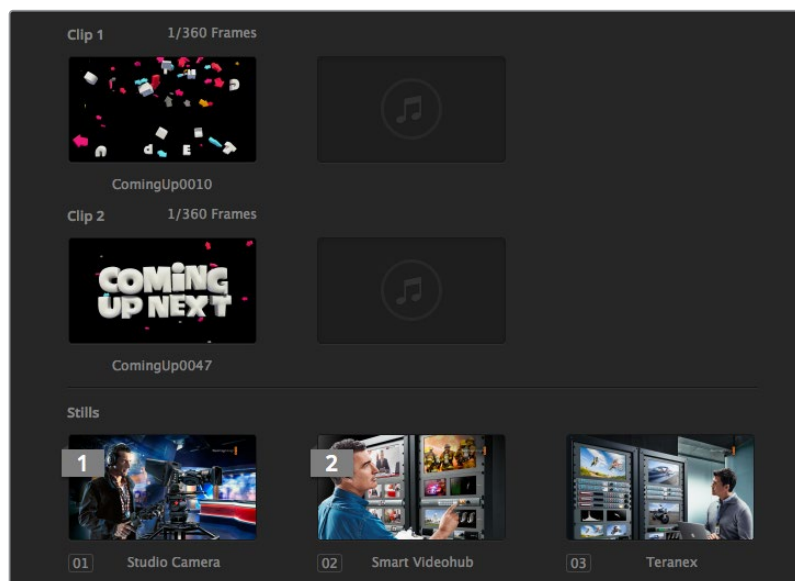 Clip 1
1/360 Frames
ComingUp0010
Clip 2
1/360 Frames
COMiNG
UP NEXT
ComingUp0047
Stills
1
2
01
Studio Camera
02
Smart Videohub
03
Teranex